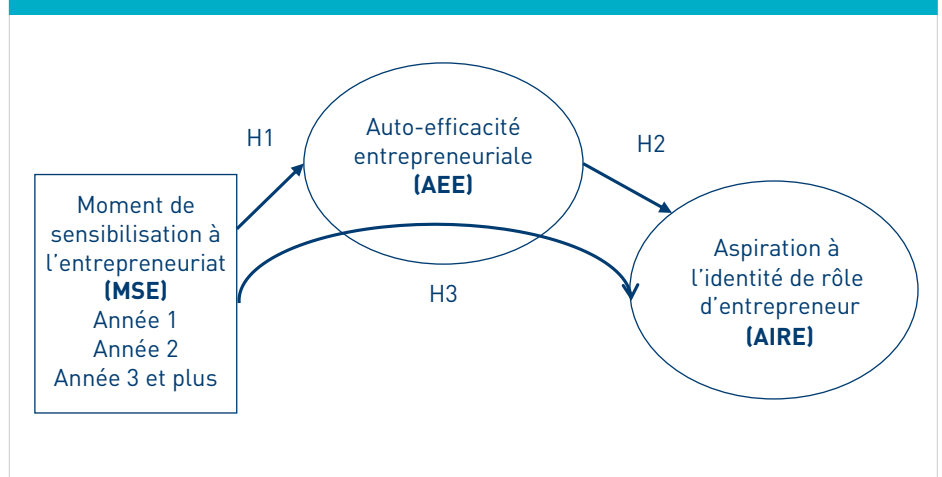 H1
Auto-efficacité
entrepreneuriale
(AEE)
H2
Moment de
sensibilisation à
l'entrepreneuriat
(MSE)
Année 1
Année 2
Année 3 et plus
H3
Aspiration à
l'identité de rôle
d'entrepreneur
(AIRE)